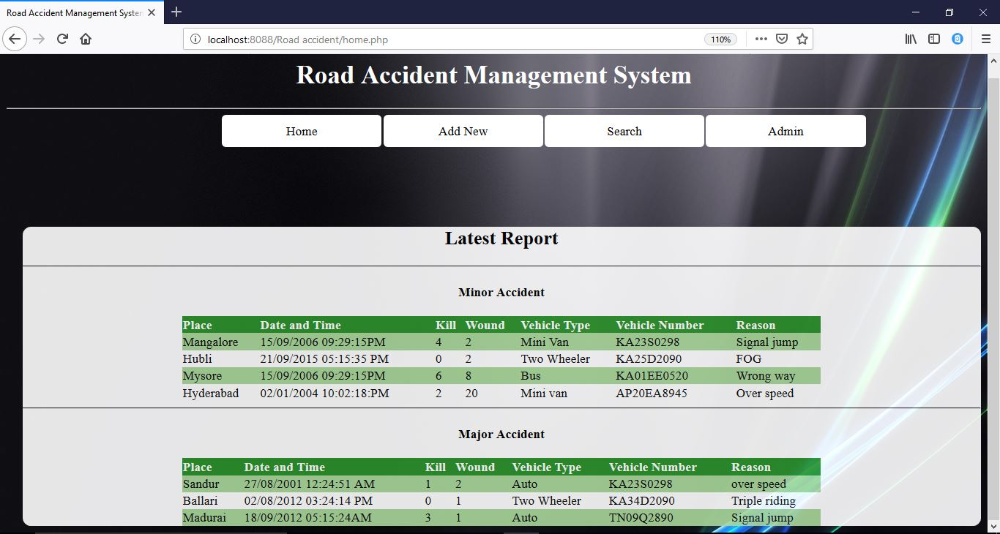 Road Accident Management System
localhost:8088/Road accident/home.php 110%
Road Accident Management System
Home Add New Search Admin
Latest Report
Minor Accident
Place Date and Time Kill Wound Vehicle Type Vehicle Number Reason
Mangalore 15/09/2006 09:29:15PM 4 2 Mini Van KA23S0298 Signal jump
Hubli 21/09/2015 05:15:35 PM 0 2 Two Wheeler KA25D2090 FOG
Mysore 15/09/2006 09:29:15PM 6 8 Bus KA01EE0520 Wrong way
Hyderabad 02/01/2004 10:02:18:PM 2 20 Mini van AP20EA8945 Over speed
Major Accident
Place Date and Time Kill Wound Vehicle Type Vehicle Number Reason
Sandur 27/08/2001 12:24:51 AM 1 2 Auto KA23S0298 over speed
Ballari 02/08/2012 03:24:14 PM 0 1 Two Wheeler KA34D2090 Triple riding
Madurai 18/09/2012 05:15:24AM 3 1 Auto TN09Q2890 Signal jump